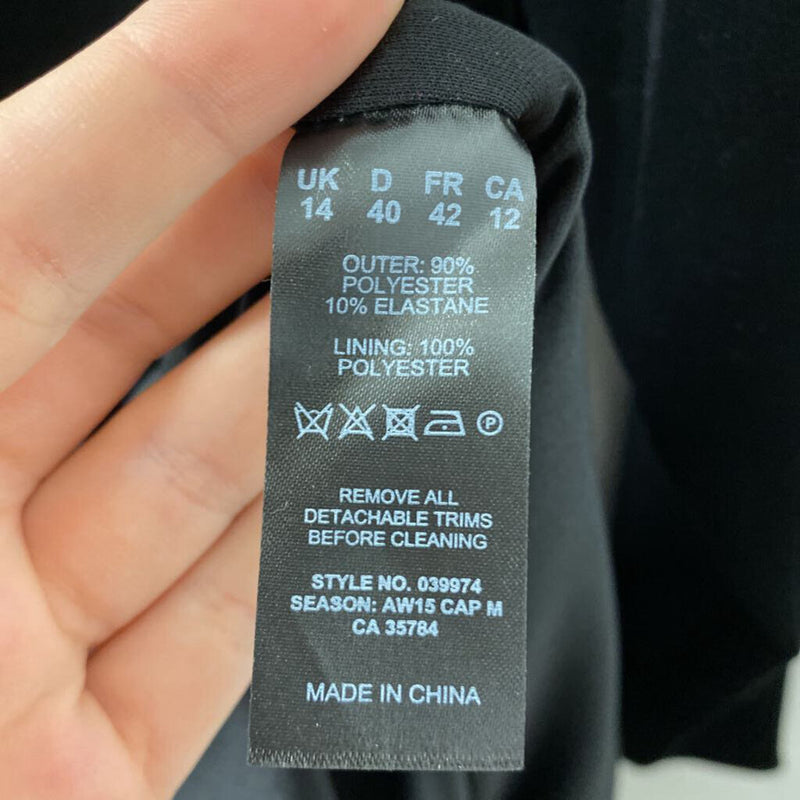 UK D FR CA
14 40 42 12
OUTER: 90%
POLYESTER
10% ELASTANE
LINING: 100%
POLYESTER
P
REMOVE ALL
DETACHABLE TRIMS
BEFORE CLEANING
STYLE NO. 039974
SEASON: AW15 CAP M
CA 35784
MADE IN CHINA